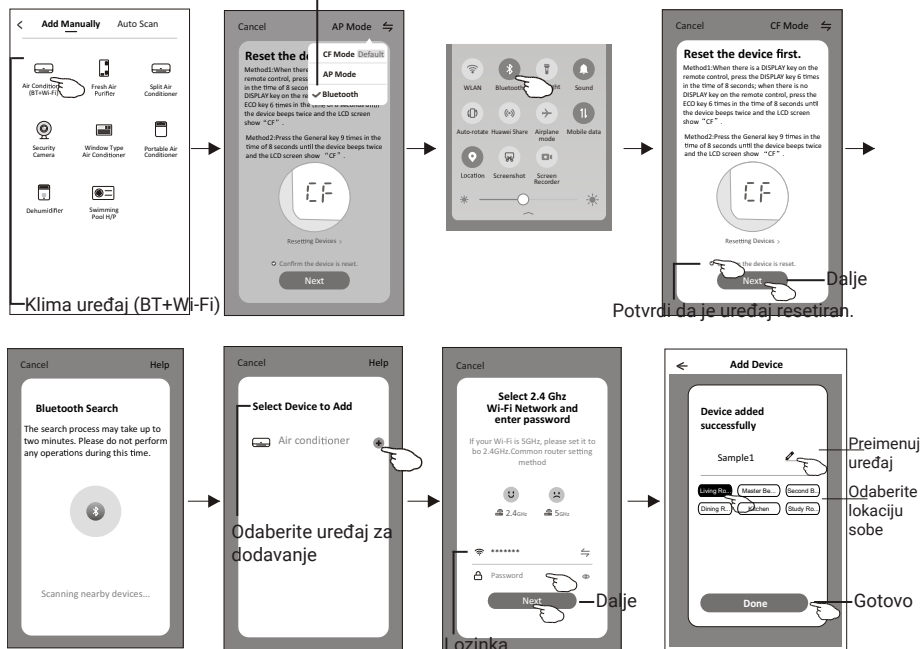 Add Manually Auto Scan
Air Condition
(BT+Wi-Fi)
Fresh Air
Purifier
Split Air
Conditioner
Security
Camera
Window Type
Air Conditioner
Portable Air
Conditioner
Dehumidifier
Swimming
Pool H/P
Klima uređaj (BT+Wi-Fi)
Cancel AP Mode
Reset the de
CF Mode Default
AP Mode
Bluetooth
Method1:When there
remote control, press
in the time of 8 secon
DISPLAY key on the re
ECO key 6 times in the time of 8 seconds until
the device beeps twice and the LCD screen
show “CF”.
Method2:Press the General key 9 times in the
time of 8 seconds until the device beeps twice
and the LCD screen show “CF”.
CF
Resetting Devices >
Confirm the device is reset.
Next
WLAN Bluetooth ht Sound
Auto-rotate Huawei Share Airplane
mode Mobile data
Location Screenshot Screen
Recorder
Cancel CF Mode
Reset the device first.
Method1:When there is a DISPLAY key on the
remote control, press the DISPLAY key 6 times
in the time of 8 seconds; when there is no
DISPLAY key on the remote control, press the
ECO key 6 times in the time of 8 seconds until
the device beeps twice and the LCD screen
show “CF”.
Method2:Press the General key 9 times in the
time of 8 seconds until the device beeps twice
and the LCD screen show “CF”.
CF
Resetting Devices >
the device is reset.
Next
Dalje
Potvrdi da je uređaj resetiran.
Cancel Help
Bluetooth Search
The search process may take up to
two minutes. Please do not perform
any operations during this time.
Scanning nearby devices...
Cancel Help
Select Device to Add
Air conditioner
Odaberite uređaj za
dodavanje
Cancel
Select 2.4 Ghz
Wi-Fi Network and
enter password
If your Wi-Fi is 5GHz, please set it to
bo 2.4GHz.Common router setting
method
2.4GHz 5GHz
*******
Password
Next
Dalje
Lozinka
Add Device
Device added
successfully
Sample1
Preimenuj
uređaj
Living Ro... Master Be... Second B...
Dining R... Kitchen Study Ro...
Odaberite
lokaciju
sobe
Done
Gotovo